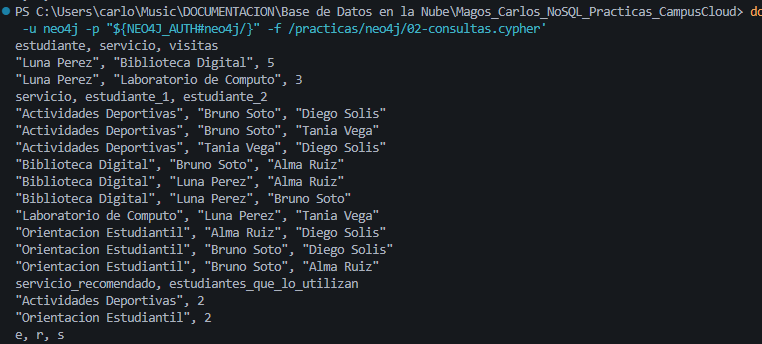 PS C:\Users\carlo\Music\DOCUMENTACION\Base de Datos en la Nube\Magos_Carlos_NoSQL_Practicas_CampusCloud> do
-u neo4j -p "${NEO4J_AUTH#neo4j/}" -f /practicas/neo4j/02-consultas.cypher'
estudiante, servicio, visitas
"Luna Perez", "Biblioteca Digital", 5
"Luna Perez", "Laboratorio de Computo", 3
servicio, estudiante_1, estudiante_2
"Actividades Deportivas", "Bruno Soto", "Diego Solis"
"Actividades Deportivas", "Bruno Soto", "Tania Vega"
"Actividades Deportivas", "Tania Vega", "Diego Solis"
"Biblioteca Digital", "Bruno Soto", "Alma Ruiz"
"Biblioteca Digital", "Luna Perez", "Alma Ruiz"
"Biblioteca Digital", "Luna Perez", "Bruno Soto"
"Laboratorio de Computo", "Luna Perez", "Tania Vega"
"Orientacion Estudiantil", "Alma Ruiz", "Diego Solis"
"Orientacion Estudiantil", "Bruno Soto", "Diego Solis"
"Orientacion Estudiantil", "Bruno Soto", "Alma Ruiz"
servicio_recomendado, estudiantes_que_lo_utilizan
"Actividades Deportivas", 2
"Orientacion Estudiantil", 2
e, r, s